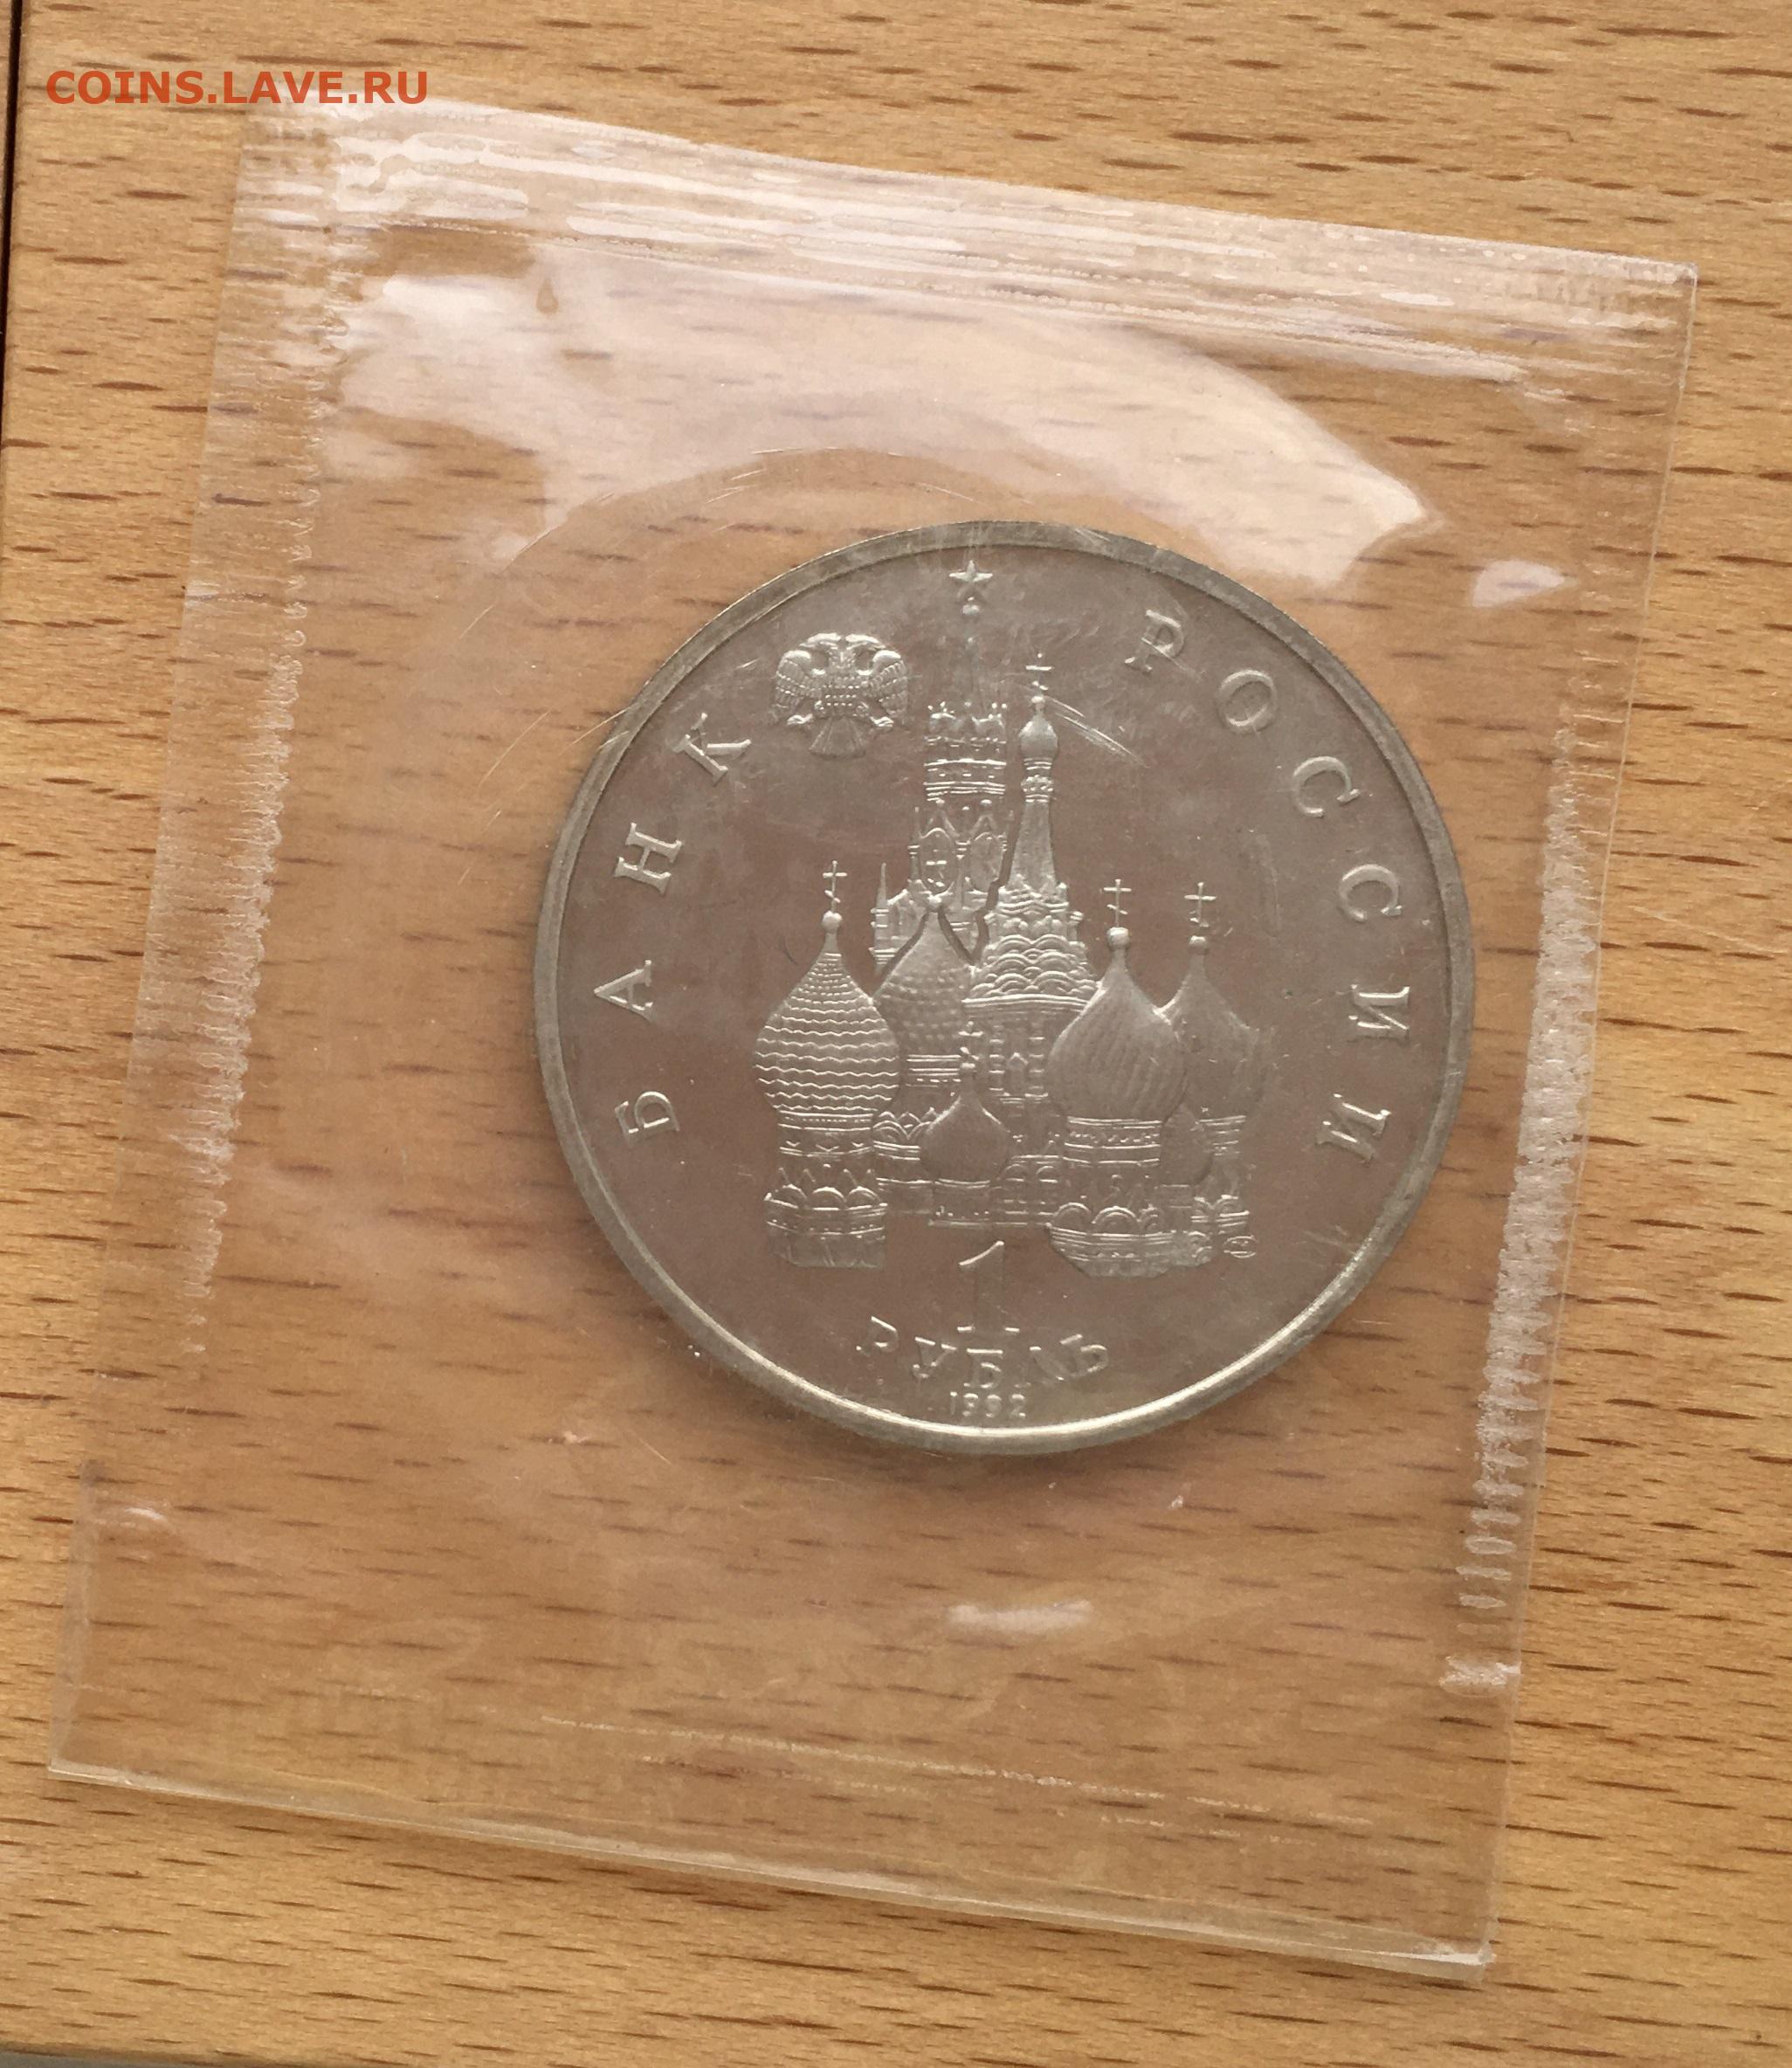 COINS.LAVE.RU
БАНК РОССИИ
1
РУБЛЬ
1992